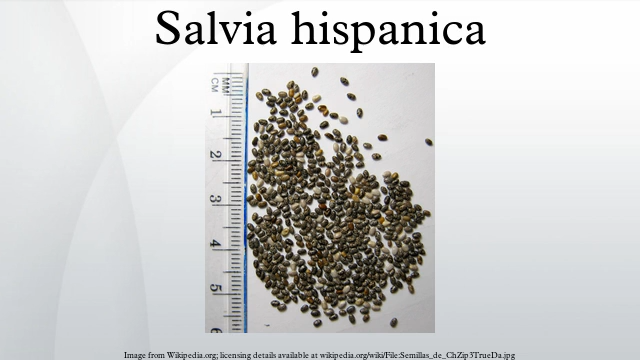 Salvia hispanica
MM
CM
1
2
3
4
5
6
Image from Wikipedia.org; licensing details available at wikipedia.org/wiki/File:Semillas_de_ChZip3TrueDa.jpg